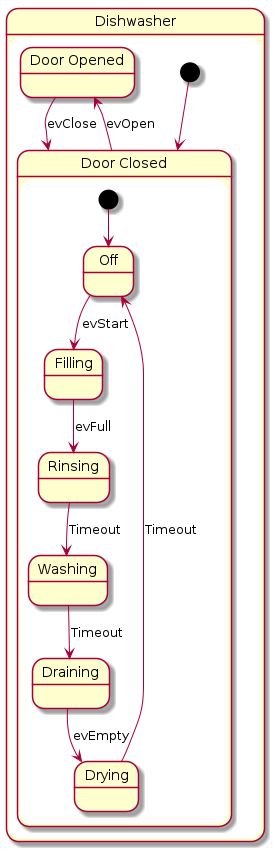 Dishwasher
Door Opened
evClose
evOpen
Door Closed
Off
evStart
Filling
evFull
Rinsing
Timeout
Timeout
Washing
Timeout
Draining
evEmpty
Drying